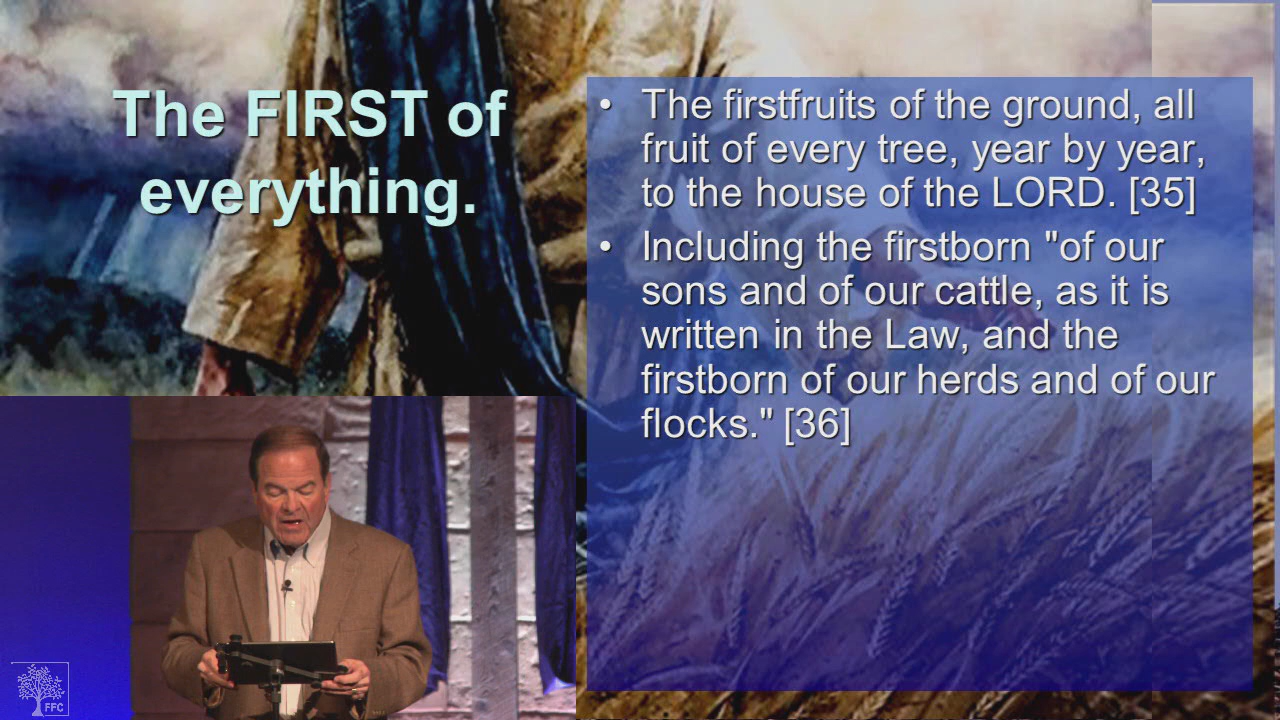 The FIRST of
everything.
• The firstfruits of the ground, all
fruit of every tree, year by year,
to the house of the LORD. [35]
• Including the firstborn "of our
sons and of our cattle, as it is
written in the Law, and the
firstborn of our herds and of our
flocks." [36]
FFC